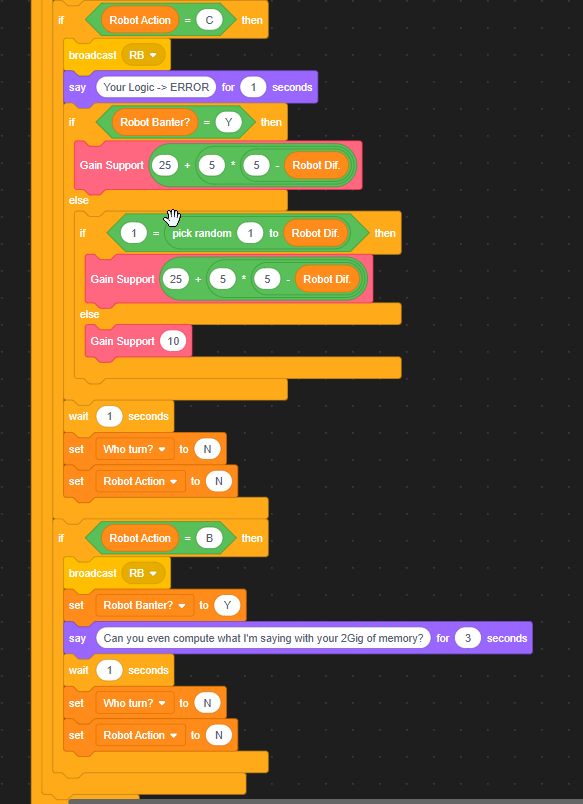 if Robot Action = C then
broadcast RB
say Your Logic -> ERROR for 1 seconds
if Robot Banter? = Y then
Gain Support 25 + 5 * 5 - Robot Dif.
else
if 1 = pick random 1 to Robot Dif. then
Gain Support 25 + 5 * 5 - Robot Dif.
else
Gain Support 10
wait 1 seconds
set Who turn? to N
set Robot Action to N
if Robot Action = B then
broadcast RB
set Robot Banter? to Y
say Can you even compute what I'm saying with your 2Gig of memory? for 3 seconds
wait 1 seconds
set Who turn? to N
set Robot Action to N